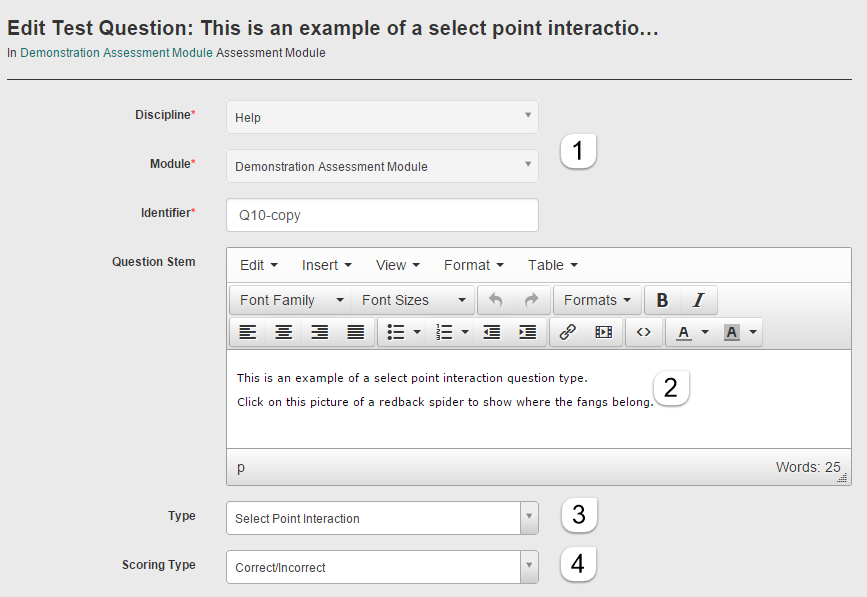 Edit Test Question: This is an example of a select point interactio…
In Demonstration Assessment Module Assessment Module
Discipline* Help
1
Module* Demonstration Assessment Module
Identifier* Q10-copy
Question Stem
Edit Insert View Format Table
Font Family Font Sizes Formats B I
1 2 3 <> A A
This is an example of a select point interaction question type.
Click on this picture of a redback spider to show where the fangs belong.
2
p Words: 25
Type Select Point Interaction 3
Scoring Type Correct/Incorrect 4